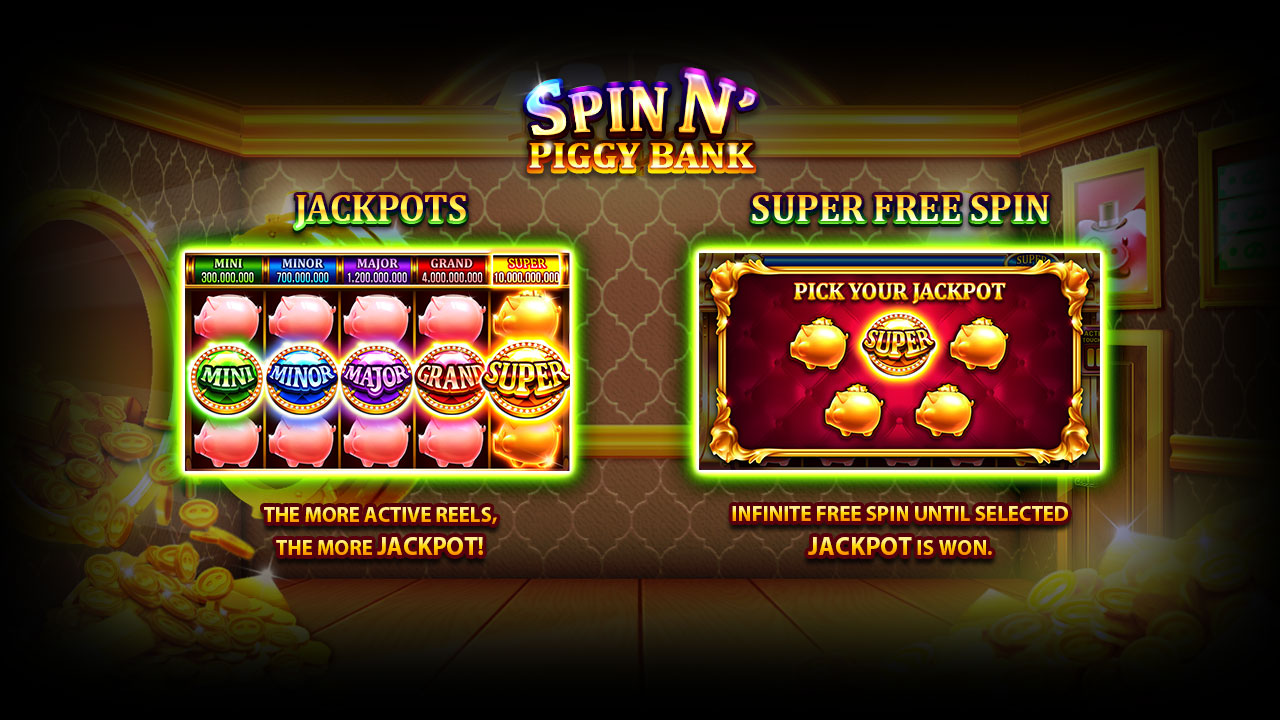 SPIN N'
PIGGY BANK
JACKPOTS
MINI MINOR MAJOR GRAND SUPER
300.000.000 700.000.000 1.200.000.000 4.000.000.000 10.000.000.000
MINI MINOR MAJOR GRAND SUPER
THE MORE ACTIVE REELS,
THE MORE JACKPOT!
SUPER FREE SPIN
SUPER
PICK YOUR JACKPOT
SUPER
INFINITE FREE SPIN UNTIL SELECTED
JACKPOT IS WON.